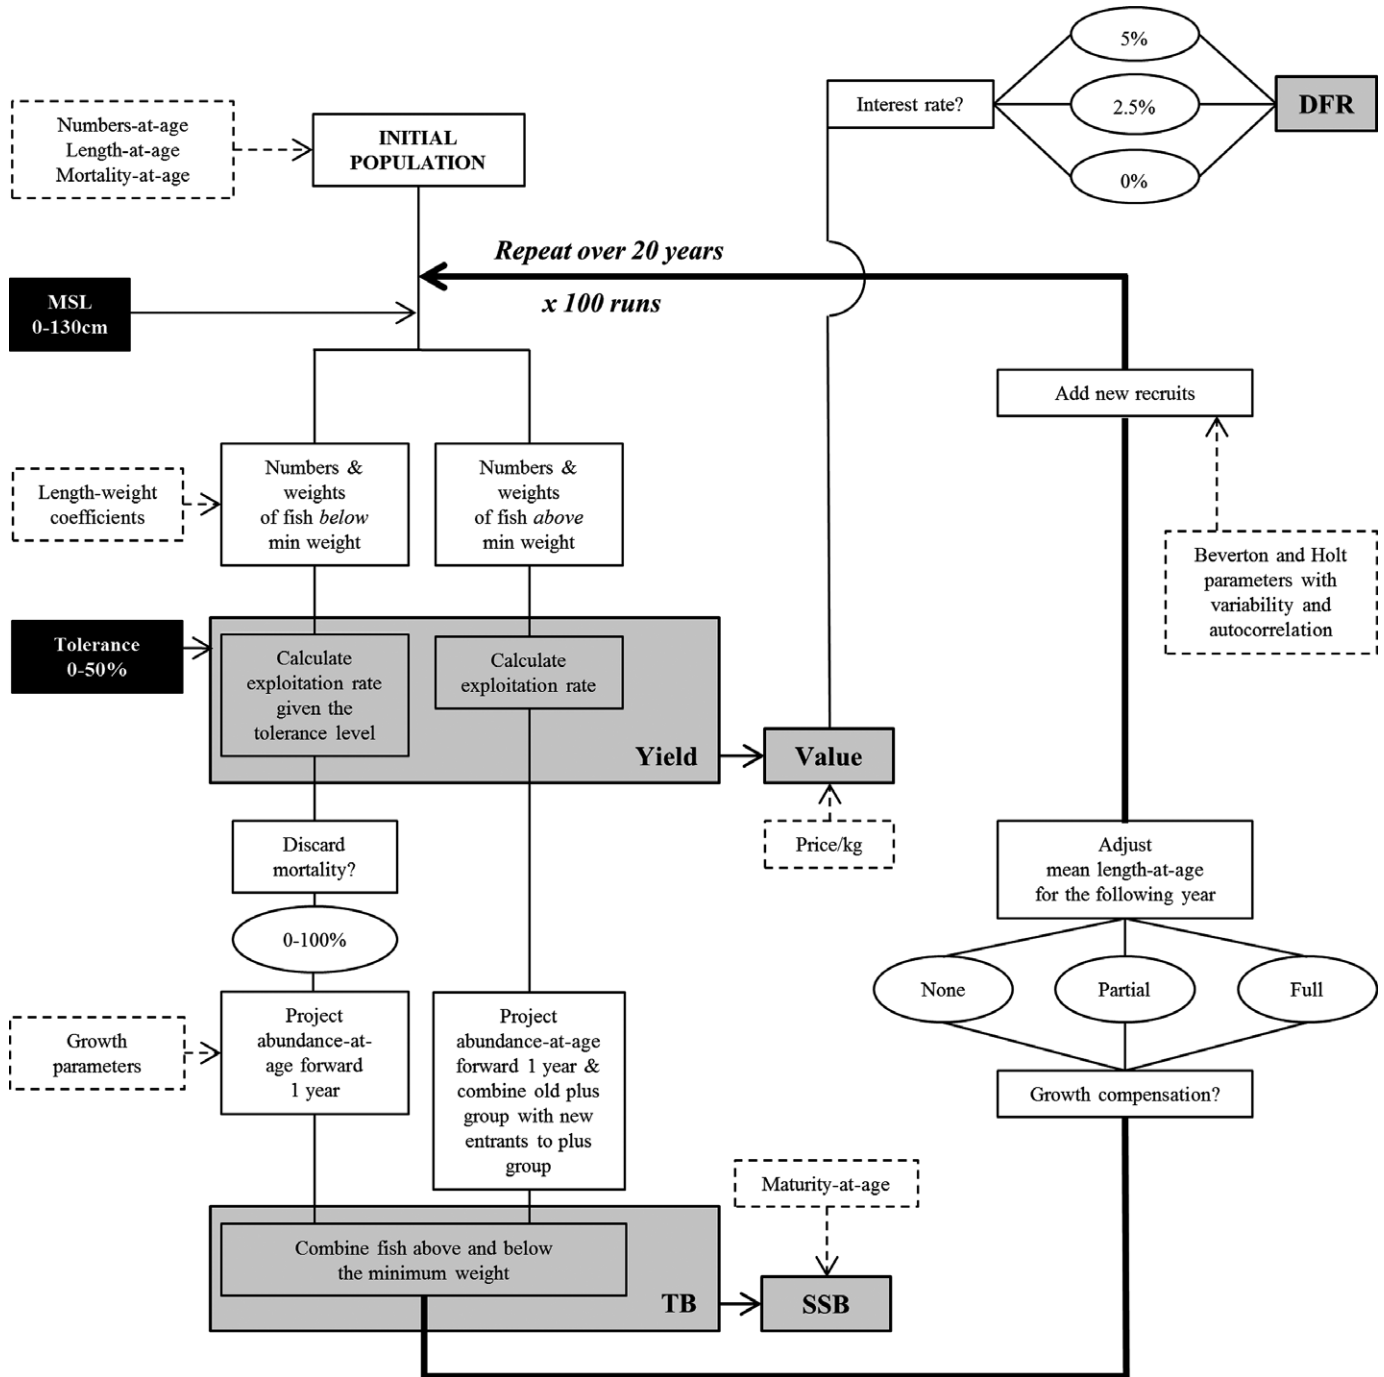 5%
Interest rate?
2.5%
DFR
0%
Numbers-at-age
Length-at-age
Mortality-at-age
INITIAL
POPULATION
Repeat over 20 years
x 100 runs
MSL
0-130cm
Add new recruits
Length-weight
coefficients
Numbers &
weights
of fish below
min weight
Numbers &
weights
of fish above
min weight
Beverton and Holt
parameters with
variability and
autocorrelation
Tolerance
0-50%
Calculate
exploitation rate
given the
tolerance level
Calculate
exploitation rate
Yield
Value
Price/kg
Discard
mortality?
0-100%
Adjust
mean length-at-age
for the following year
None
Partial
Full
Growth compensation?
Growth
parameters
Project
abundance-at-
age forward
1 year
Project
abundance-at-age
forward 1 year &
combine old plus
group with new
entrants to plus
group
Maturity-at-age
Combine fish above and below
the minimum weight
TB
SSB